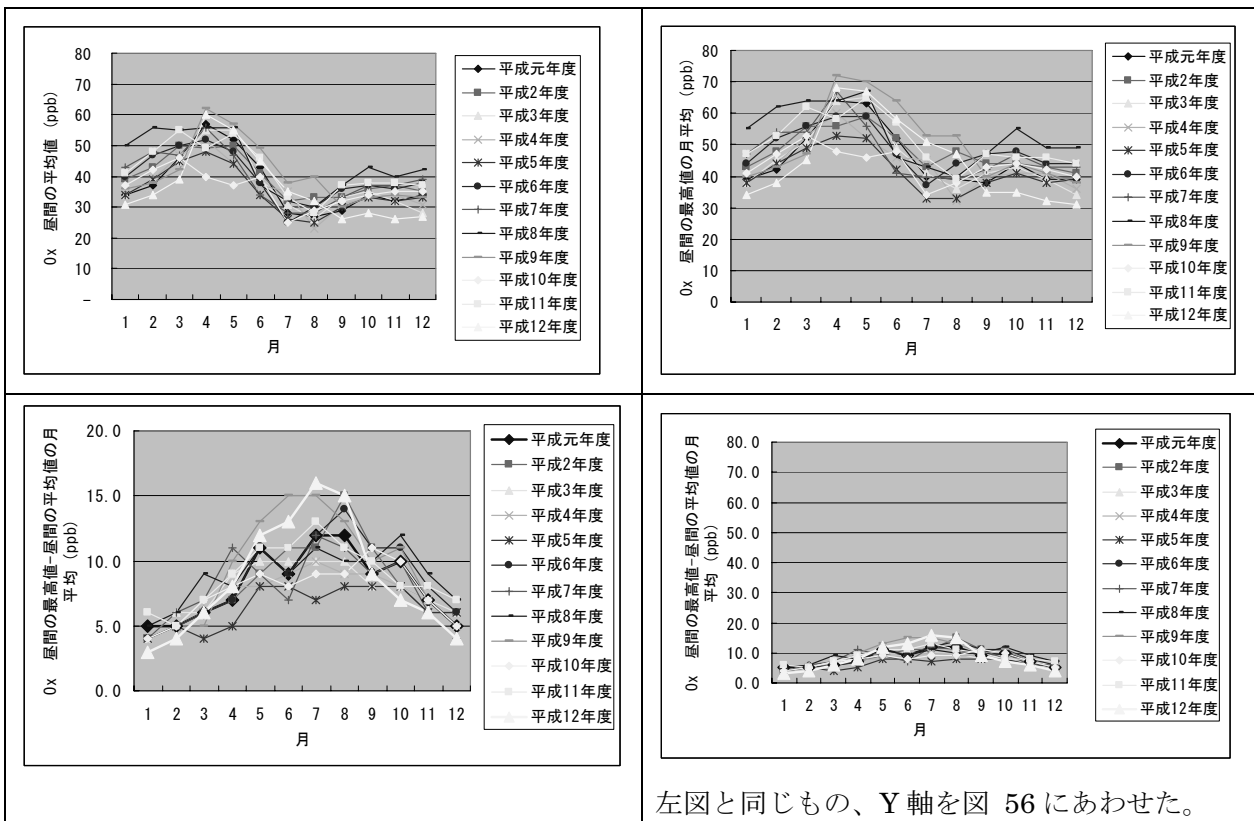 0x 昼間の平均値 (ppb)
80
70
60
50
40
30
20
10
－
1 2 3 4 5 6 7 8 9 10 11 12
月
平成元年度
平成2年度
平成3年度
平成4年度
平成5年度
平成6年度
平成7年度
平成8年度
平成9年度
平成10年度
平成11年度
平成12年度
0x 昼間の最高値の月平均 (ppb)
80
70
60
50
40
30
20
10
0
1 2 3 4 5 6 7 8 9 10 11 12
月
平成元年度
平成2年度
平成3年度
平成4年度
平成5年度
平成6年度
平成7年度
平成8年度
平成9年度
平成10年度
平成11年度
平成12年度
0x 昼間の最高値-昼間の平均値の月
平均 (ppb)
20.0
15.0
10.0
5.0
0.0
1 2 3 4 5 6 7 8 9 10 11 12
月
平成元年度
平成2年度
平成3年度
平成4年度
平成5年度
平成6年度
平成7年度
平成8年度
平成9年度
平成10年度
平成11年度
平成12年度
0x 昼間の最高値-昼間の平均値の月
平均 (ppb)
80.0
70.0
60.0
50.0
40.0
30.0
20.0
10.0
0.0
1 2 3 4 5 6 7 8 9 10 11 12
月
平成元年度
平成2年度
平成3年度
平成4年度
平成5年度
平成6年度
平成7年度
平成8年度
平成9年度
平成10年度
平成11年度
平成12年度
左図と同じもの、Y 軸を図 56 にあわせた。